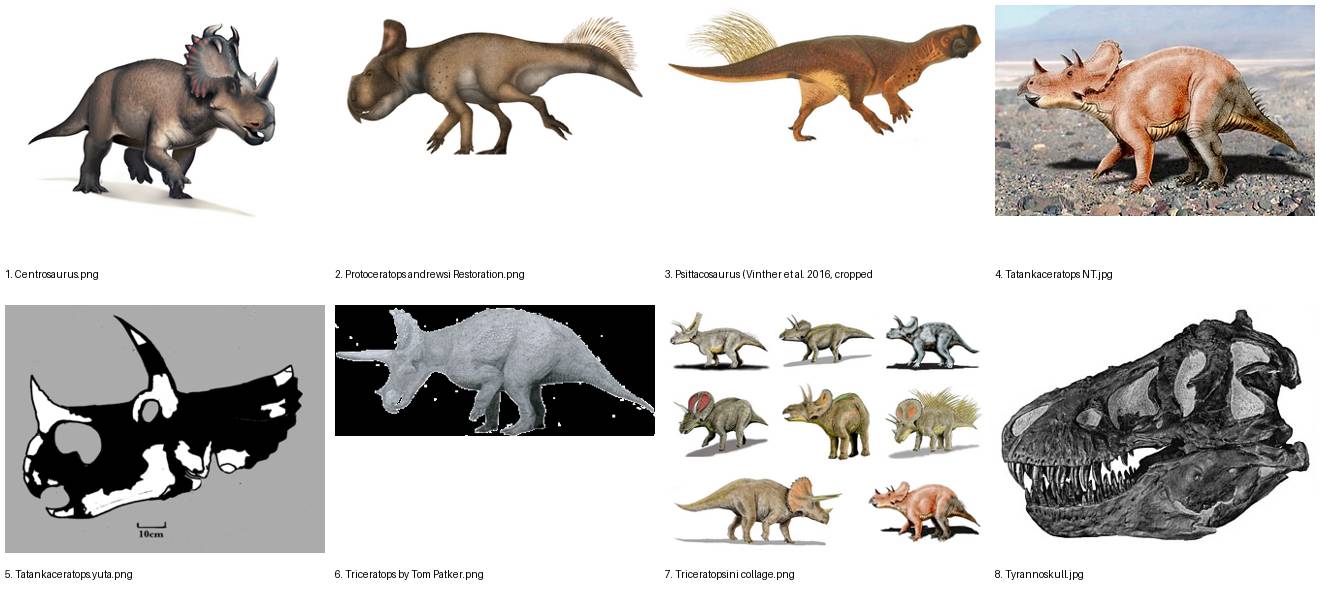 1. Centrosaurus.png
2. Protoceratops andrewsi Restoration.png
3. Psittacosaurus (Vinther et al. 2016, cropped
4. Tatankaceratops NT.jpg
10cm
5. Tatankaceratops.yuta.png
6. Triceratops by Tom Patker.png
7. Triceratopsini collage.png
8. Tyrannoskull.jpg